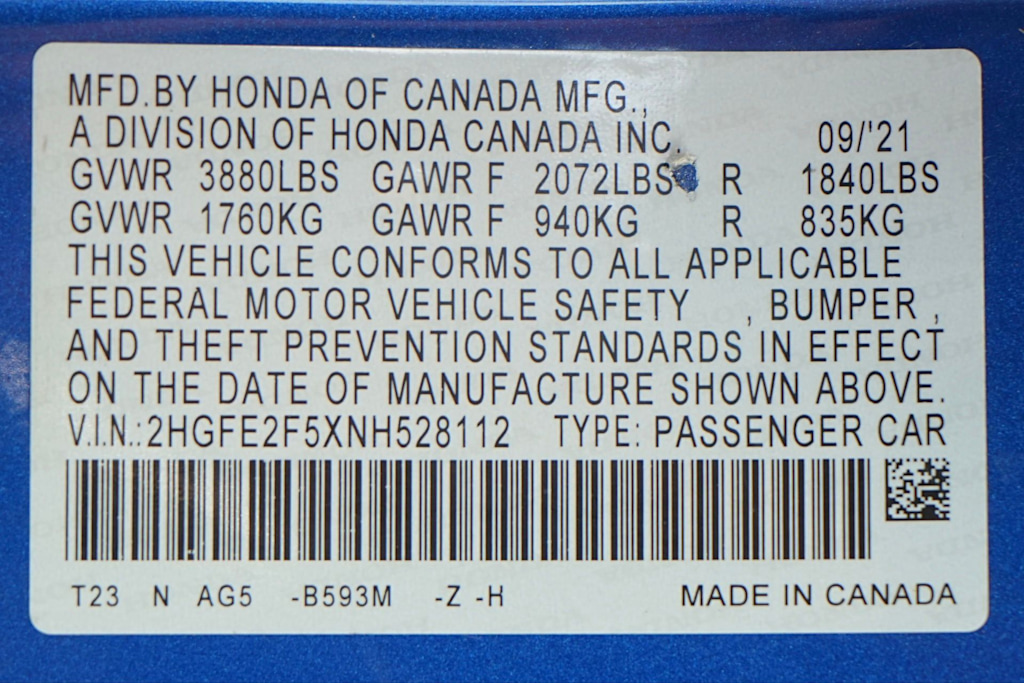 MFD.BY HONDA OF CANADA MFG.,
A DIVISION OF HONDA CANADA INC. 09/'21
GVWR 3880LBS GAWR F 2072LBS R 1840LBS
GVWR 1760KG GAWR F 940KG R 835KG
THIS VEHICLE CONFORMS TO ALL APPLICABLE
FEDERAL MOTOR VEHICLE SAFETY , BUMPER ,
AND THEFT PREVENTION STANDARDS IN EFFECT
ON THE DATE OF MANUFACTURE SHOWN ABOVE.
V.I.N.:2HGFE2F5XNH528112 TYPE: PASSENGER CAR
T23 N AG5 -B593M -Z -H MADE IN CANADA